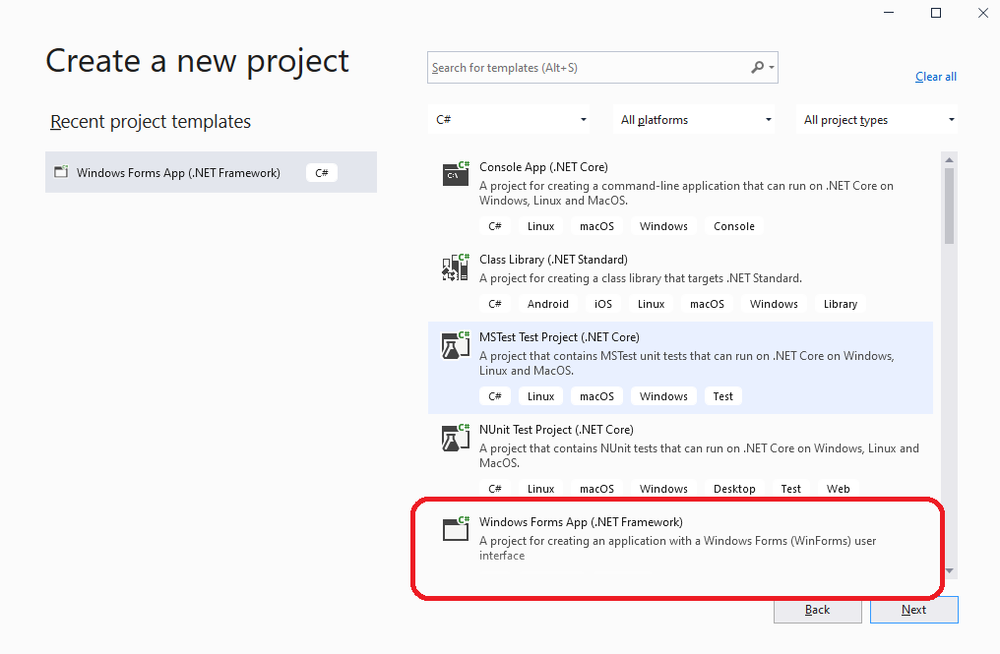 Create a new project
Recent project templates
Windows Forms App (.NET Framework) C#
Search for templates (Alt+S)
Clear all
C# All platforms All project types
C#
C:\
Console App (.NET Core)
A project for creating a command-line application that can run on .NET Core on
Windows, Linux and MacOS.
C# Linux macOS Windows Console
C#
Class Library (.NET Standard)
A project for creating a class library that targets .NET Standard.
C# Android iOS Linux macOS Windows Library
C#
MSTest Test Project (.NET Core)
A project that contains MSTest unit tests that can run on .NET Core on Windows,
Linux and MacOS.
C# Linux macOS Windows Test
C#
NUnit Test Project (.NET Core)
A project that contains NUnit tests that can run on .NET Core on Windows, Linux and
MacOS.
C# Linux macOS Windows Desktop Test Web
C#
Windows Forms App (.NET Framework)
A project for creating an application with a Windows Forms (WinForms) user
interface
Back Next